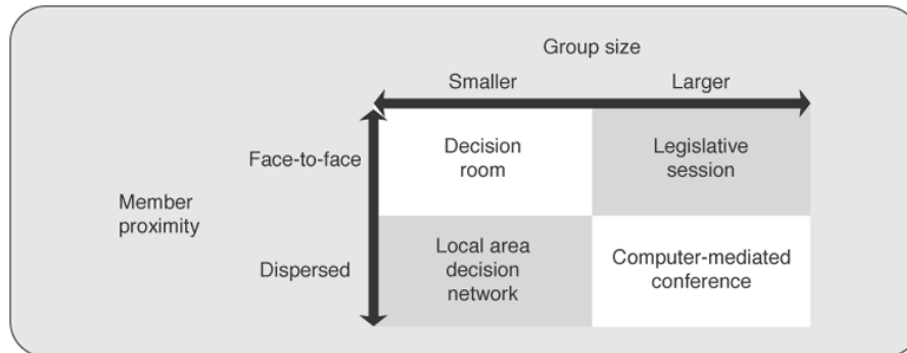 Group size
Smaller
Larger
Face-to-face
Decision
room
Legislative
session
Member
proximity
Dispersed
Local area
decision
network
Computer-mediated
conference